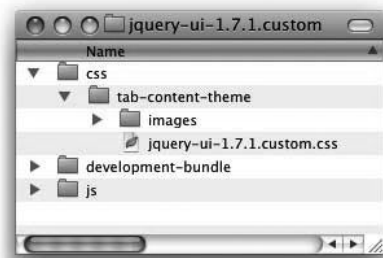 jquery-ui-1.7.1.custom
Name
css
tab-content-theme
images
jquery-ui-1.7.1.custom.css
development-bundle
js